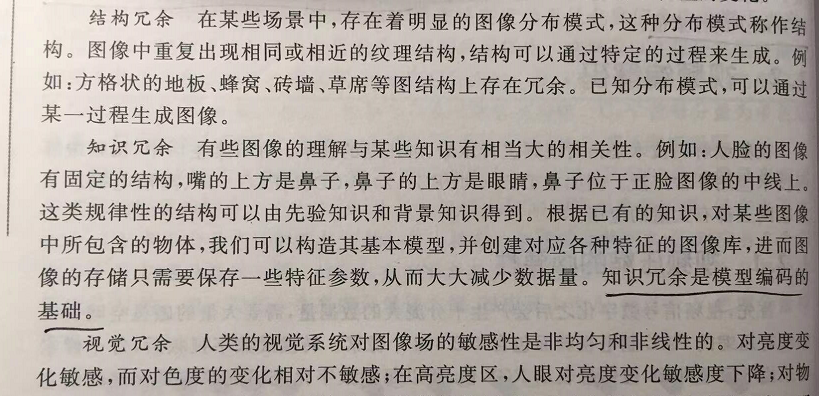 结构冗余　在某些场景中,存在着明显的图像分布模式,这种分布模式称作结
构。图像中重复出现相同或相近的纹理结构,结构可以通过特定的过程来生成。例
如:方格状的地板、蜂窝、砖墙、草席等图结构上存在冗余。已知分布模式,可以通过
某一过程生成图像。
知识冗余　有些图像的理解与某些知识有相当大的相关性。例如:人脸的图像
有固定的结构,嘴的上方是鼻子,鼻子的上方是眼睛,鼻子位于正脸图像的中线上。
这类规律性的结构可以由先验知识和背景知识得到。根据已有的知识,对某些图像
中所包含的物体,我们可以构造其基本模型,并创建对应各种特征的图像库,进而图
像的存储只需要保存一些特征参数,从而大大减少数据量。知识冗余是模型编码的
基础。
视觉冗余　人类的视觉系统对图像场的敏感性是非均匀和非线性的。对亮度变
化敏感,而对色度的变化相对不敏感;在高亮度区,人眼对亮度变化敏感度下降;对物